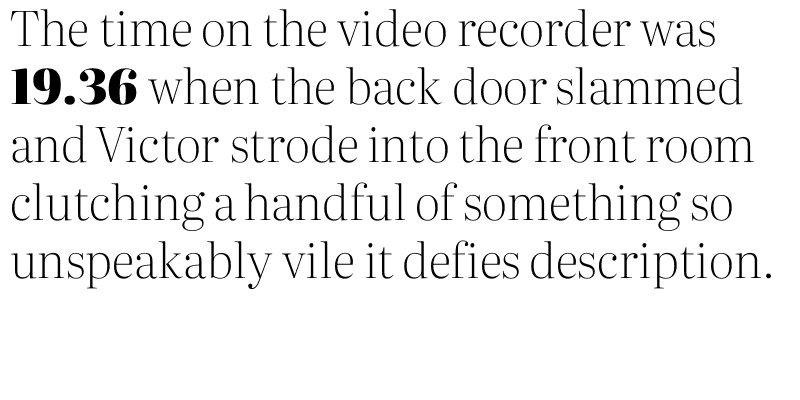 The time on the video recorder was
19.36 when the back door slammed
and Victor strode into the front room
clutching a handful of something so
unspeakably vile it defies description.